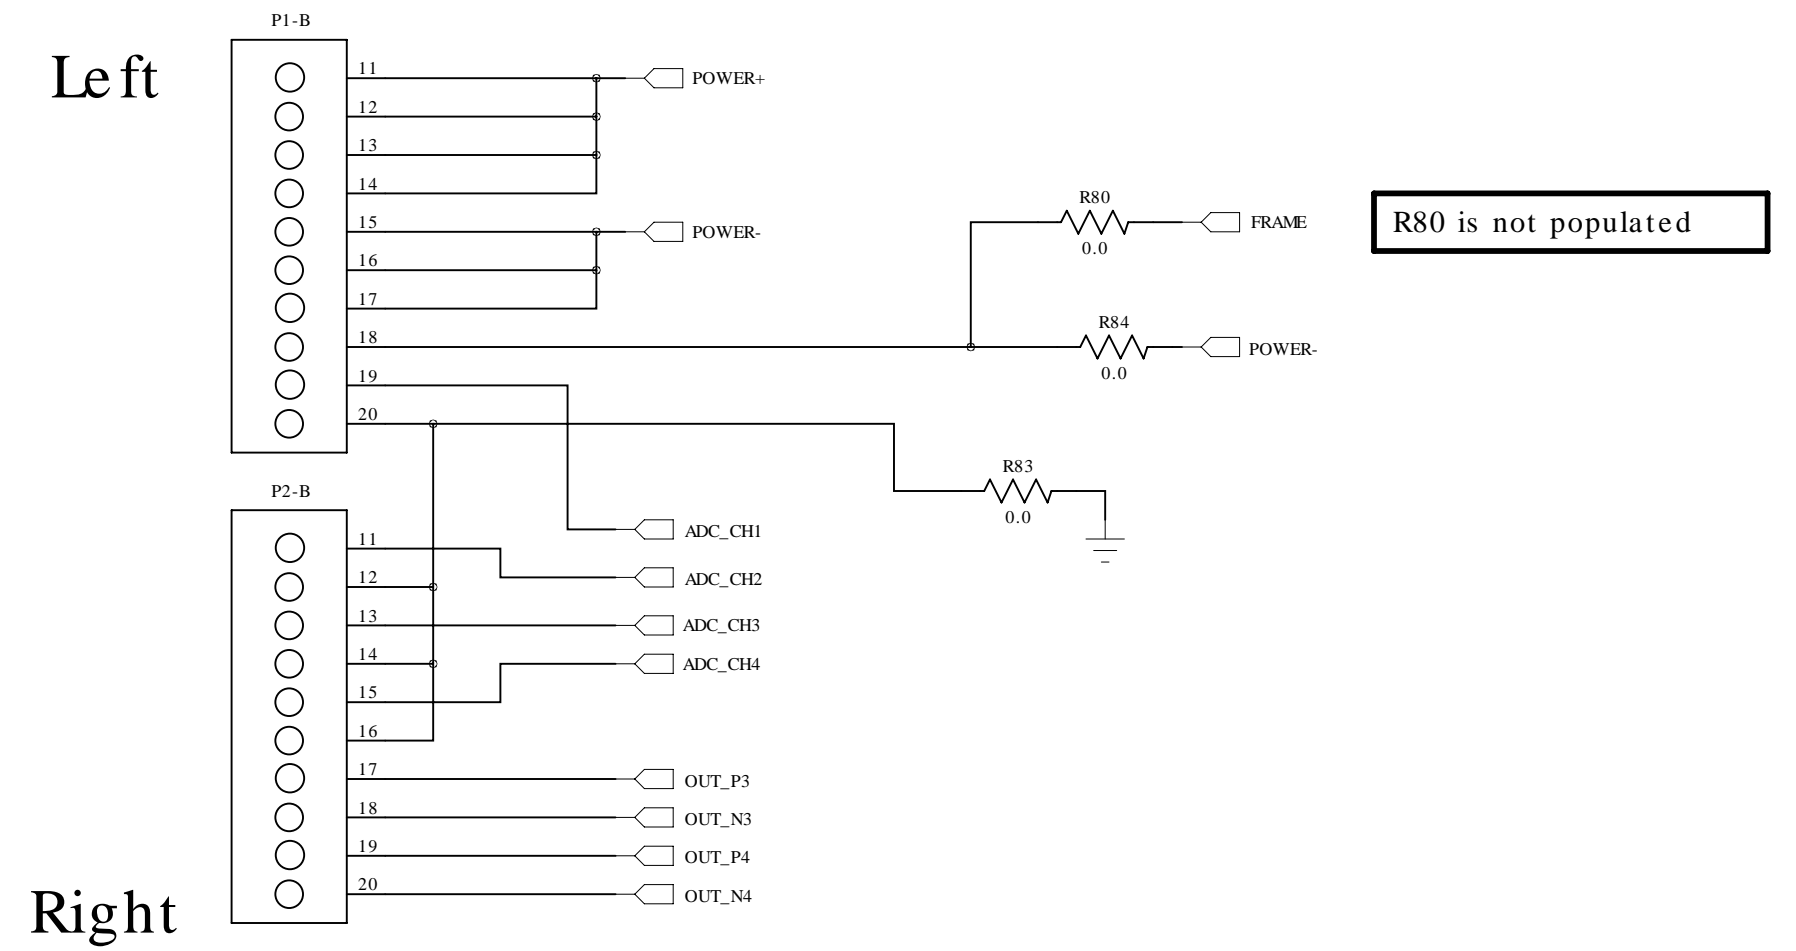 P1-B
Left
11
POWER+
12
13
14
R80
15
POWER-
FRAME
R80 is not populated
0.0
16
17
R84
18
POWER-
0.0
19
20
R83
P2-B
0.0
ADC_CH1
11
12
ADC_CH2
13
ADC_CH3
14
ADC_CH4
15
16
17
OUT_P3
18
OUT_N3
19
OUT_P4
20
OUT_N4
Right